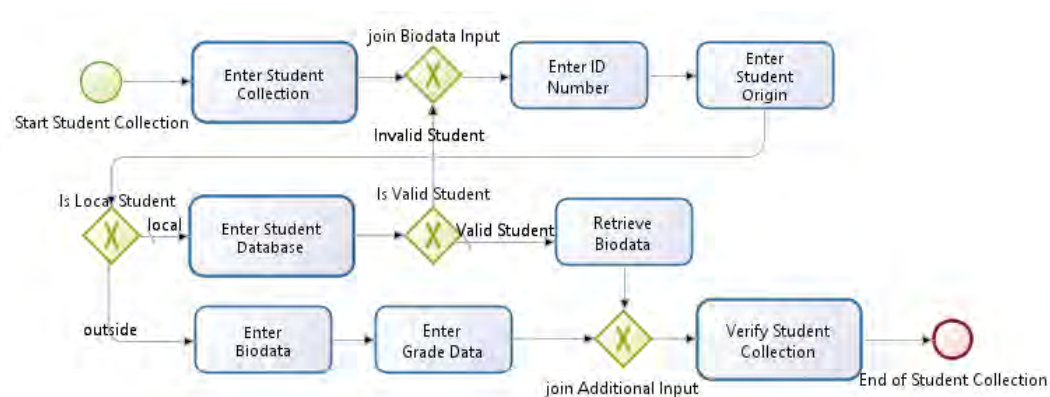 join Biodata Input
Enter Student
Collection
Enter ID
Number
Enter
Student
Origin
Start Student Collection
Invalid Student
Is Local Student
local
Enter Student
Database
Is Valid Student
Valid Student
Retrieve
Biodata
outside
Enter
Biodata
Enter
Grade Data
join Additional Input
Verify Student
Collection
End of Student Collection